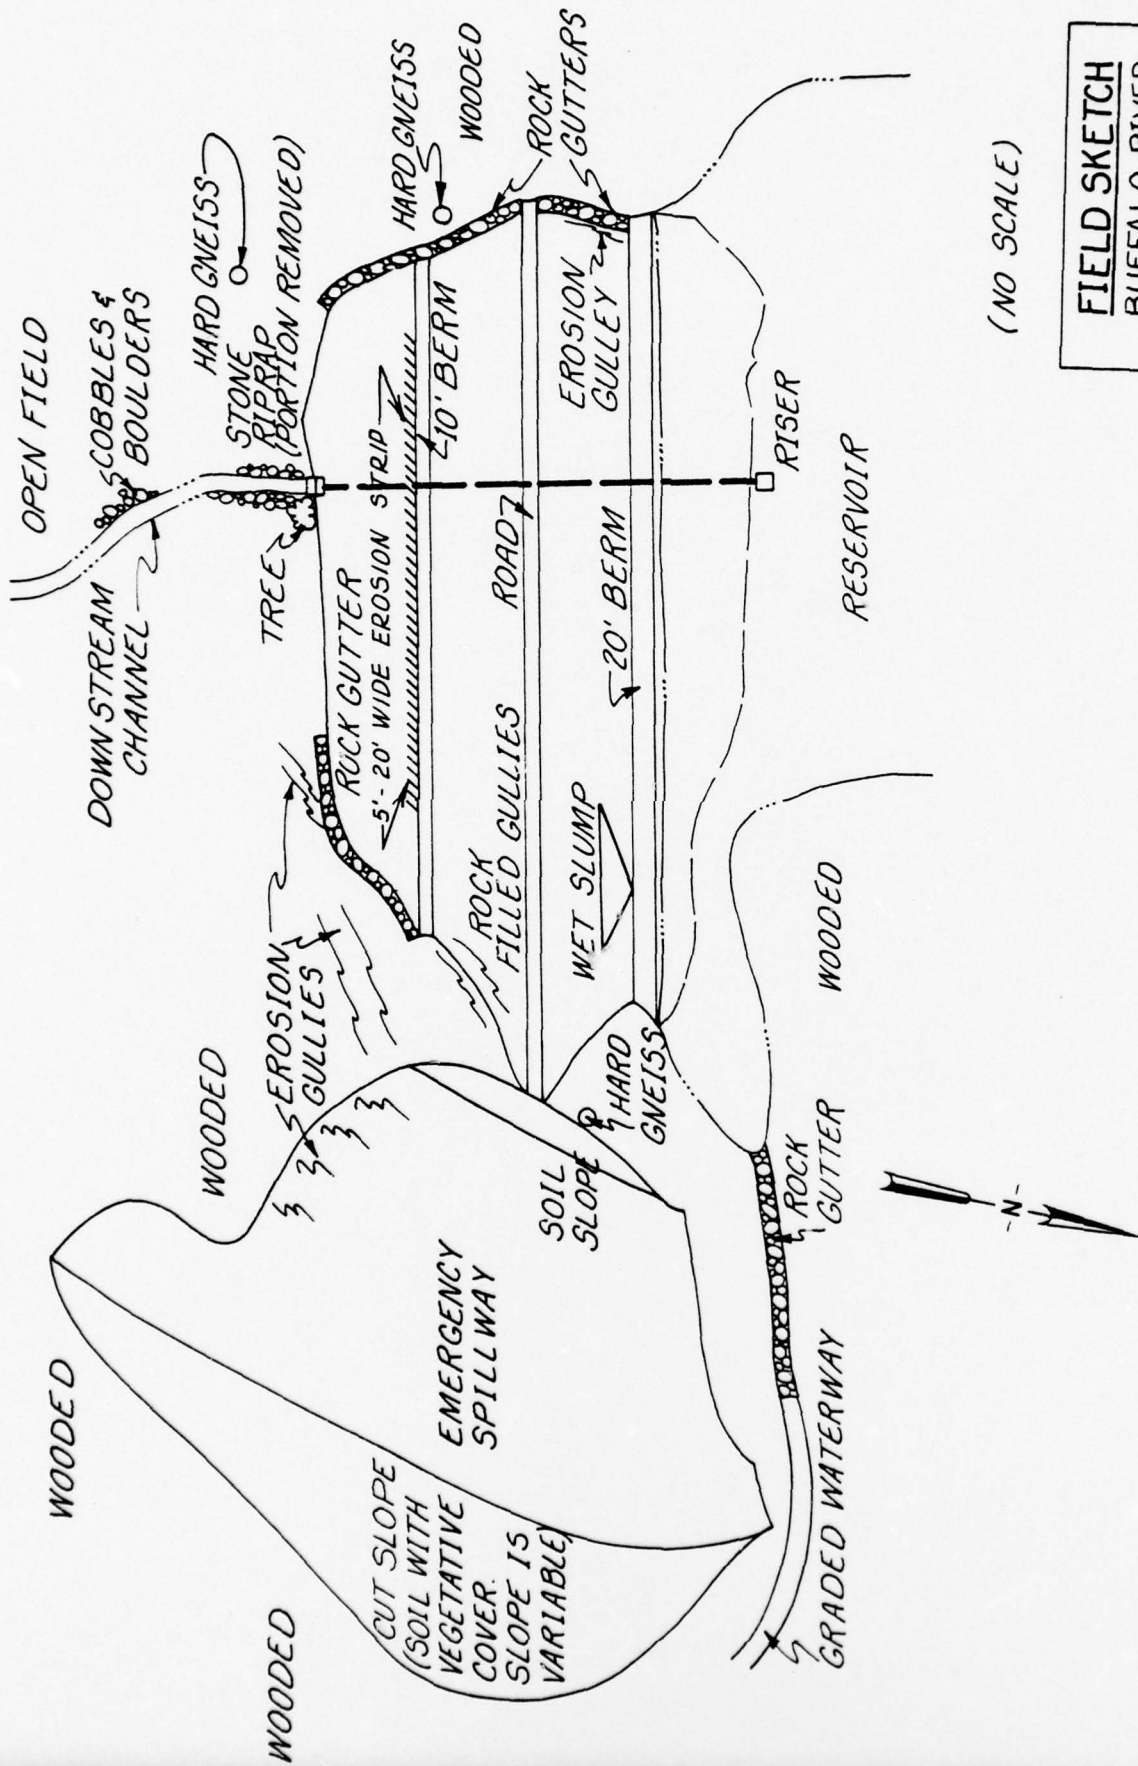 WOODED
WOODED
WOODED
OPEN FIELD
DOWNSTREAM
CHANNEL
COBBLES &
BOULDERS
HARD GNEISS
STONE
RIPRAP
(PORTION REMOVED)
TREE
EROSION
GULLIES
ROCK GUTTER
5'-20' WIDE EROSION STRIP
10' BERM
HARD GNEISS
WOODED
ROCK
GUTTERS
CUT SLOPE
(SOIL WITH
VEGETATIVE
COVER.
SLOPE IS
VARIABLE)
EMERGENCY
SPILLWAY
SOIL
SLOPE
ROCK
FILLED GULLIES
ROAD
EROSION
GULLEY
WET SLUMP
20' BERM
HARD
GNEISS
RISER
RESERVOIR
WOODED
ROCK
GUTTER
GRADED WATERWAY
-N-
(NO SCALE)
FIELD SKETCH
BUFFALO RIVER